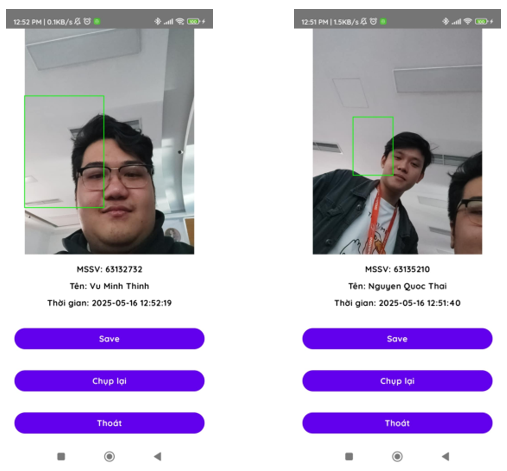 12:52 PM | 0.1KB/s
100
MSSV: 63132732
Tên: Vu Minh Thinh
Thời gian: 2025-05-16 12:52:19
Save
Chụp lại
Thoát
12:51 PM | 1.5KB/s
100
MSSV: 63135210
Tên: Nguyen Quoc Thai
Thời gian: 2025-05-16 12:51:40
Save
Chụp lại
Thoát